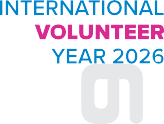 INTERNATIONAL
VOLUNTEER
YEAR 2026